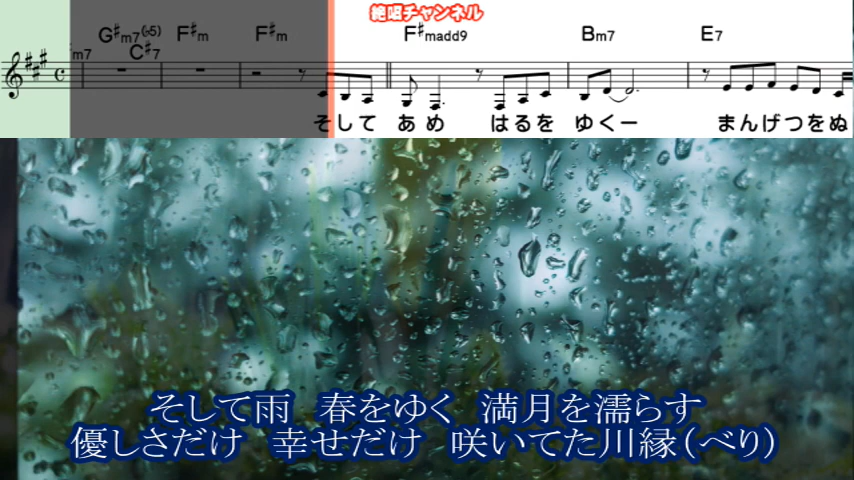 絶唱チャンネル
G♯m7(♭5) F♯m F♯m F♯madd9 Bm7 E7
m7 C♯7
そして あめ はるを ゆくー まんげつをぬ
そして雨 春をゆく 満月を濡らす
優しさだけ 幸せだけ 咲いてた川縁(べり)